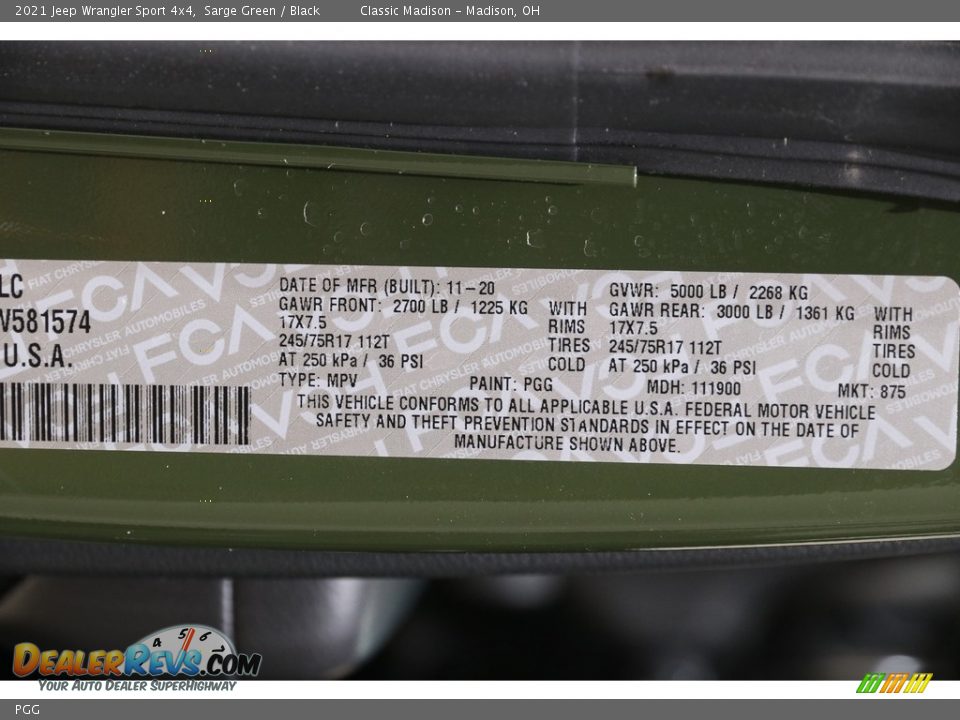 2021 Jeep Wrangler Sport 4x4, Sarge Green / Black Classic Madison - Madison, OH
LC
W581574
U.S.A.
DATE OF MFR (BUILT): 11-20
GAWR FRONT: 2700 LB / 1225 KG WITH
17X7.5 RIMS
245/75R17 112T TIRES
AT 250 kPa / 36 PSI COLD
GVWR: 5000 LB / 2268 KG
GAWR REAR: 3000 LB / 1361 KG WITH
17X7.5 RIMS
245/75R17 112T TIRES
AT 250 kPa / 36 PSI COLD
TYPE: MPV PAINT: PGG MDH: 111900 MKT: 875
THIS VEHICLE CONFORMS TO ALL APPLICABLE U.S.A. FEDERAL MOTOR VEHICLE
SAFETY AND THEFT PREVENTION STANDARDS IN EFFECT ON THE DATE OF
MANUFACTURE SHOWN ABOVE.
4 5 6
DealerRevs.com
Your Auto Dealer SuperHighway
PGG